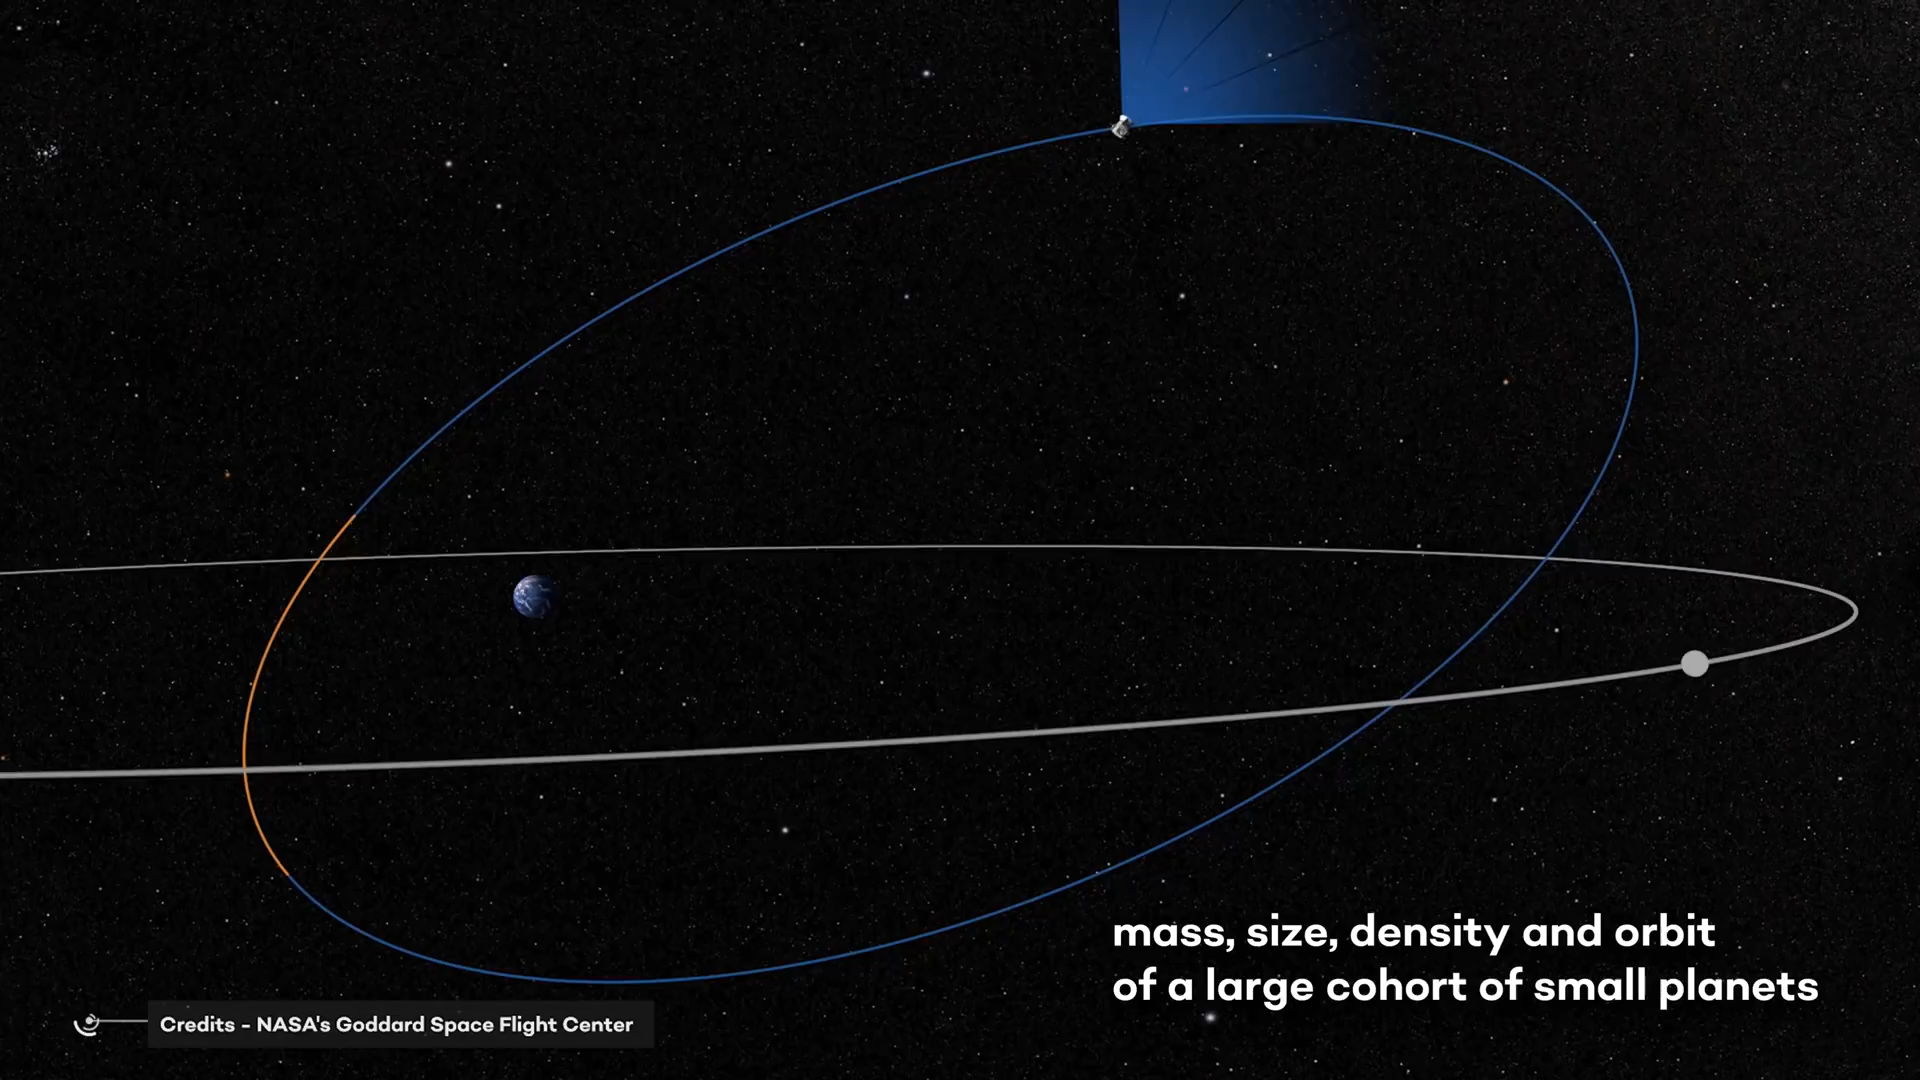 mass, size, density and orbit
of a large cohort of small planets
Credits - NASA's Goddard Space Flight Center